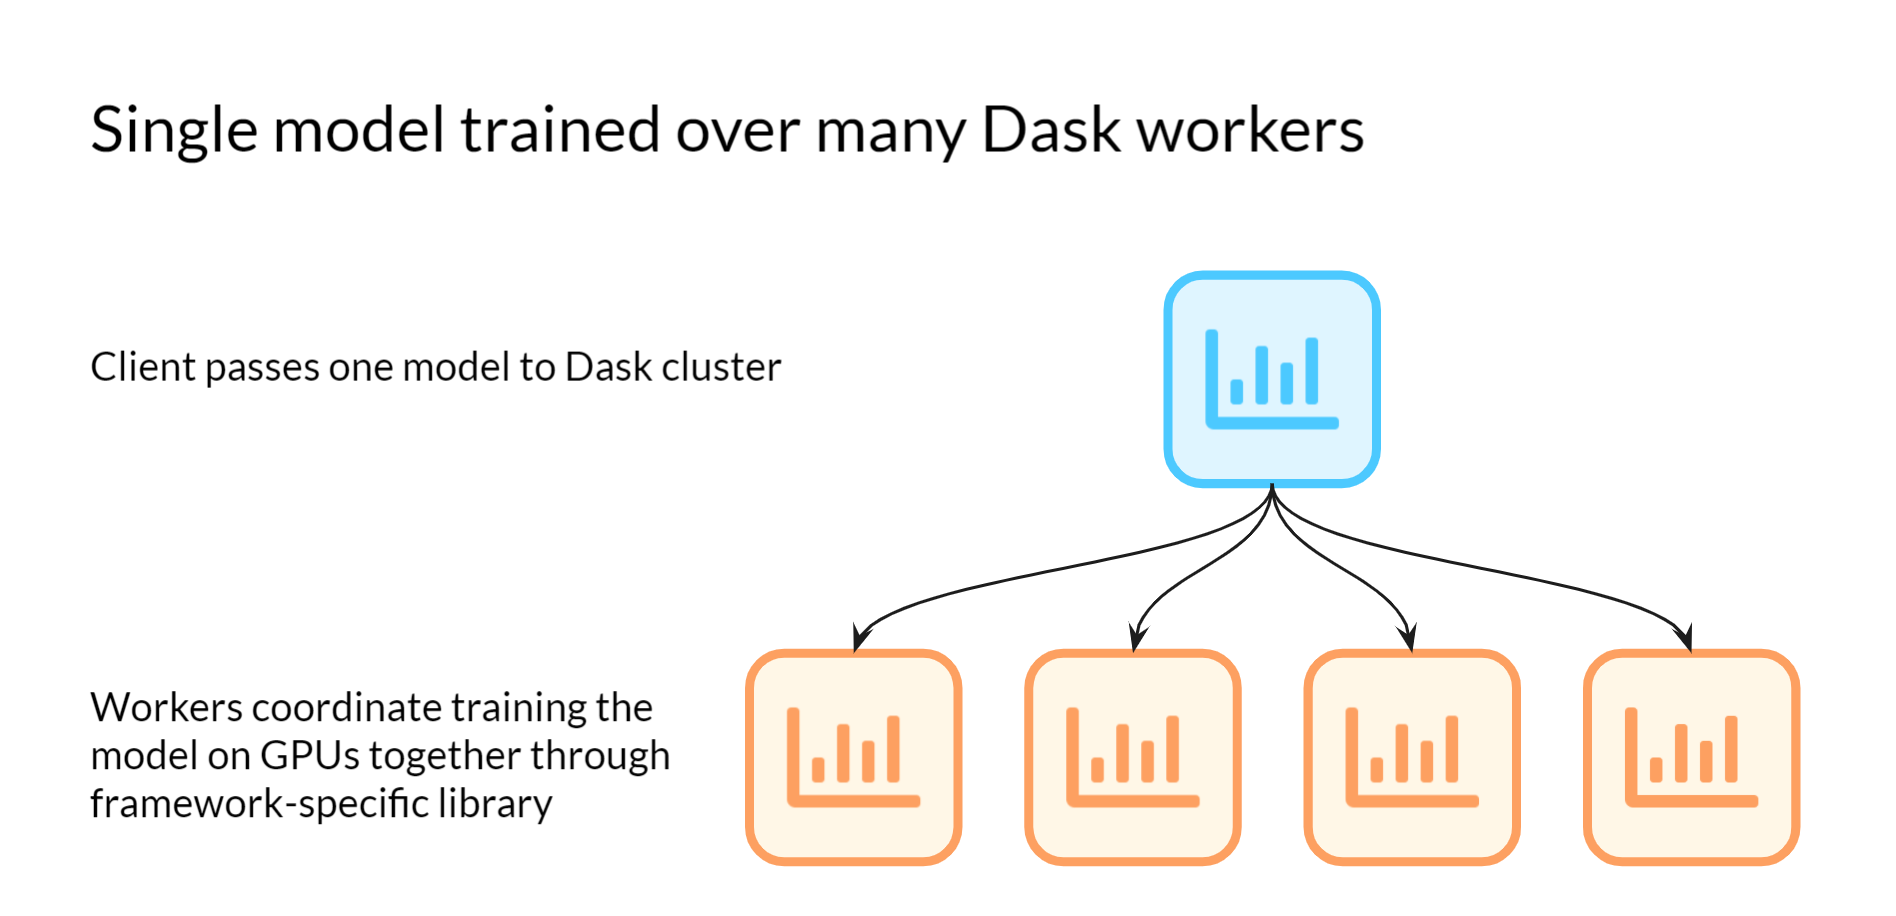 Single model trained over many Dask workers
Client passes one model to Dask cluster
Workers coordinate training the
model on GPUs together through
framework-specific library